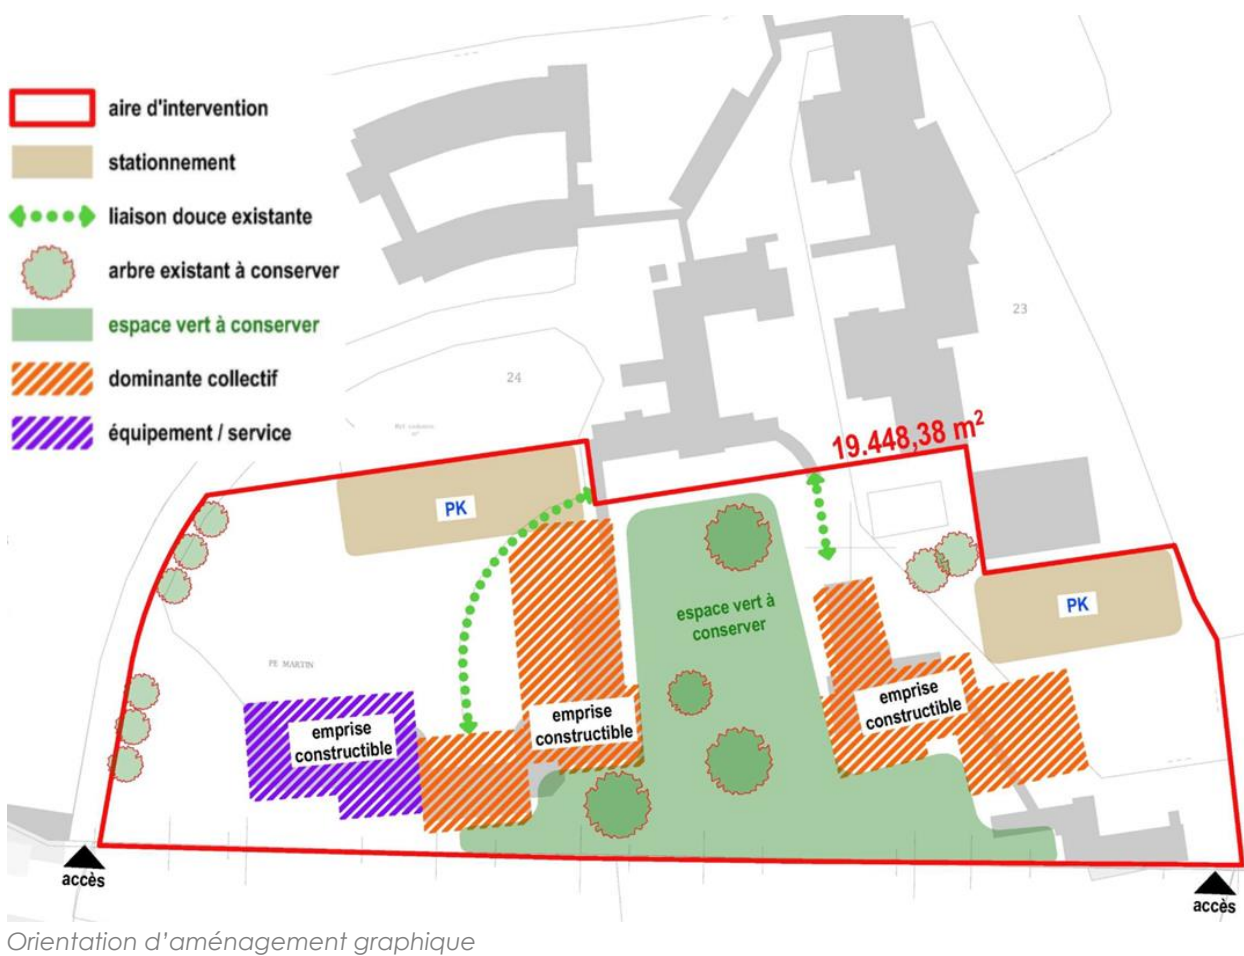 aire d'intervention
stationnement
liaison douce existante
arbre existant à conserver
espace vert à conserver
dominante collectif
équipement / service
23
24
19.448,38 m²
PK
PK
espace vert à
conserver
PE MARTIN
emprise
constructible
emprise
constructible
emprise
constructible
accès
accès
Orientation d'aménagement graphique